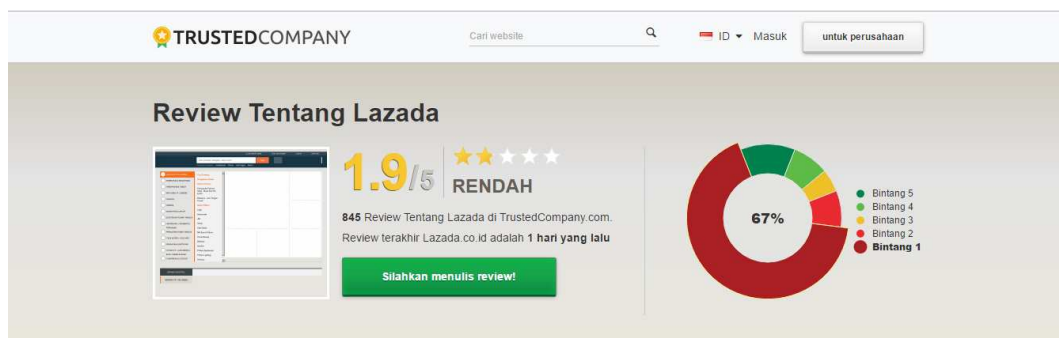 TRUSTEDCOMPANY
Cari website
ID
Masuk
untuk perusahaan
Review Tentang Lazada
1.9/5
RENDAH
845 Review Tentang Lazada di TrustedCompany.com.
Review terakhir Lazada.co.id adalah 1 hari yang lalu
Silahkan menulis review!
67%
Bintang 5
Bintang 4
Bintang 3
Bintang 2
Bintang 1